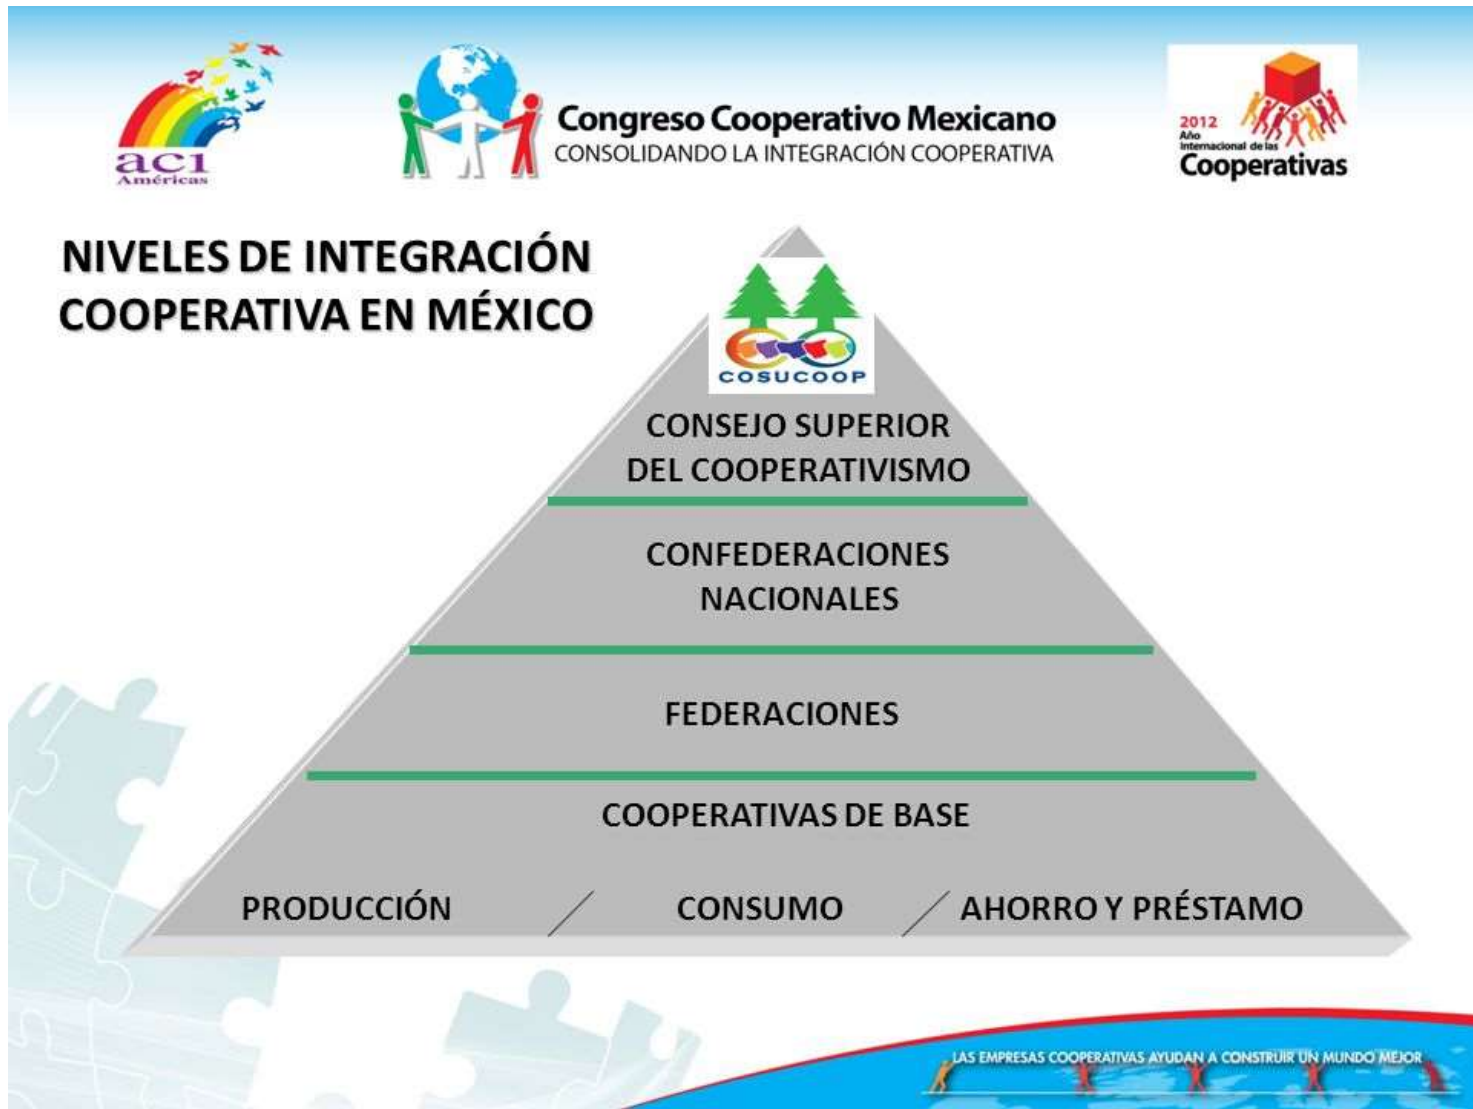 aci
Américas
Congreso Cooperativo Mexicano
CONSOLIDANDO LA INTEGRACIÓN COOPERATIVA
2012
Año
Internacional de las
Cooperativas
NIVELES DE INTEGRACIÓN
COOPERATIVA EN MÉXICO
COSUCOOP
CONSEJO SUPERIOR
DEL COOPERATIVISMO
CONFEDERACIONES
NACIONALES
FEDERACIONES
COOPERATIVAS DE BASE
PRODUCCIÓN / CONSUMO / AHORRO Y PRÉSTAMO
LAS EMPRESAS COOPERATIVAS AYUDAN A CONSTRUIR UN MUNDO MEJOR